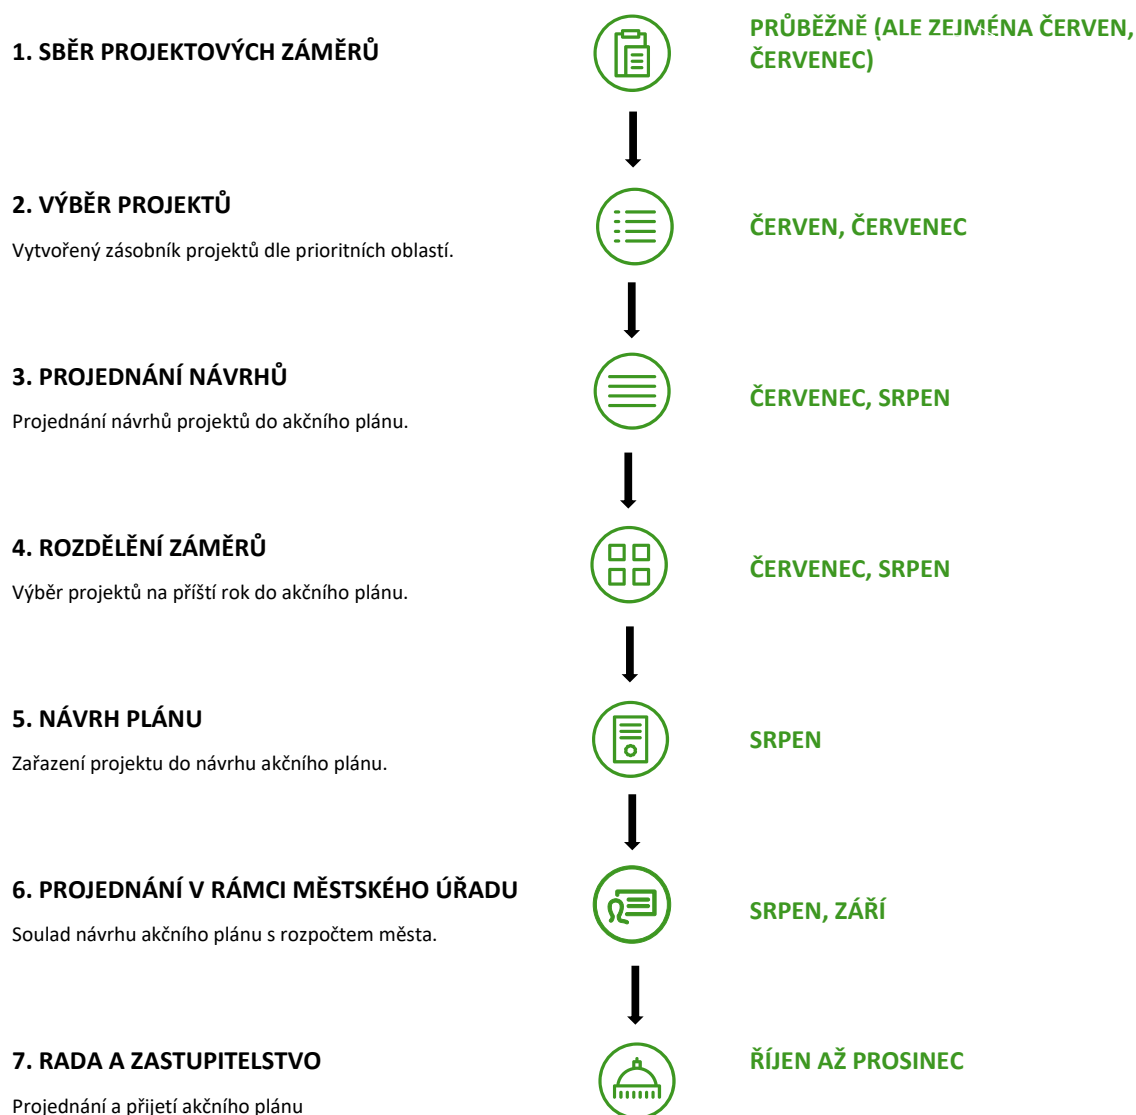 1. SBĚR PROJEKTOVÝCH ZÁMĚRŮ
PRŮBĚŽNĚ (ALE ZEJMÉNA ČERVEN,
ČERVENEC)
2. VÝBĚR PROJEKTŮ
Vytvořený zásobník projektů dle prioritních oblastí.
ČERVEN, ČERVENEC
3. PROJEDNÁNÍ NÁVRHŮ
Projednání návrhů projektů do akčního plánu.
ČERVENEC, SRPEN
4. ROZDĚLĚNÍ ZÁMĚRŮ
Výběr projektů na příští rok do akčního plánu.
ČERVENEC, SRPEN
5. NÁVRH PLÁNU
Zařazení projektu do návrhu akčního plánu.
SRPEN
6. PROJEDNÁNÍ V RÁMCI MĚSTSKÉHO ÚŘADU
Soulad návrhu akčního plánu s rozpočtem města.
SRPEN, ZÁŘÍ
7. RADA A ZASTUPITELSTVO
Projednání a přijetí akčního plánu
ŘÍJEN AŽ PROSINEC